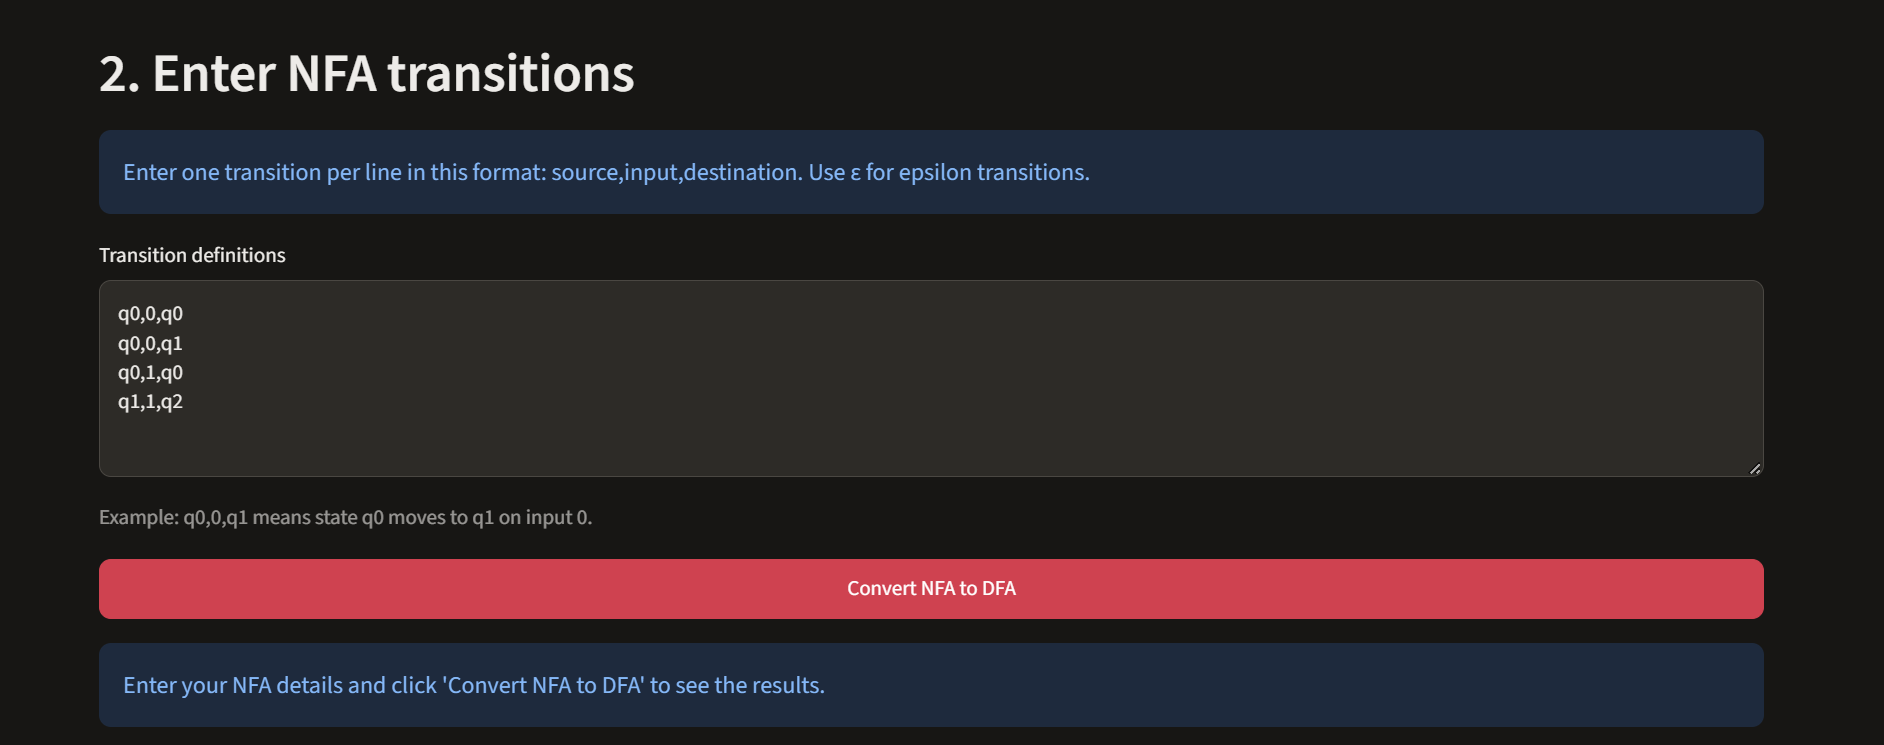 2. Enter NFA transitions
Enter one transition per line in this format: source,input,destination. Use ε for epsilon transitions.
Transition definitions
q0,0,q0
q0,0,q1
q0,1,q0
q1,1,q2
Example: q0,0,q1 means state q0 moves to q1 on input 0.
Convert NFA to DFA
Enter your NFA details and click 'Convert NFA to DFA' to see the results.